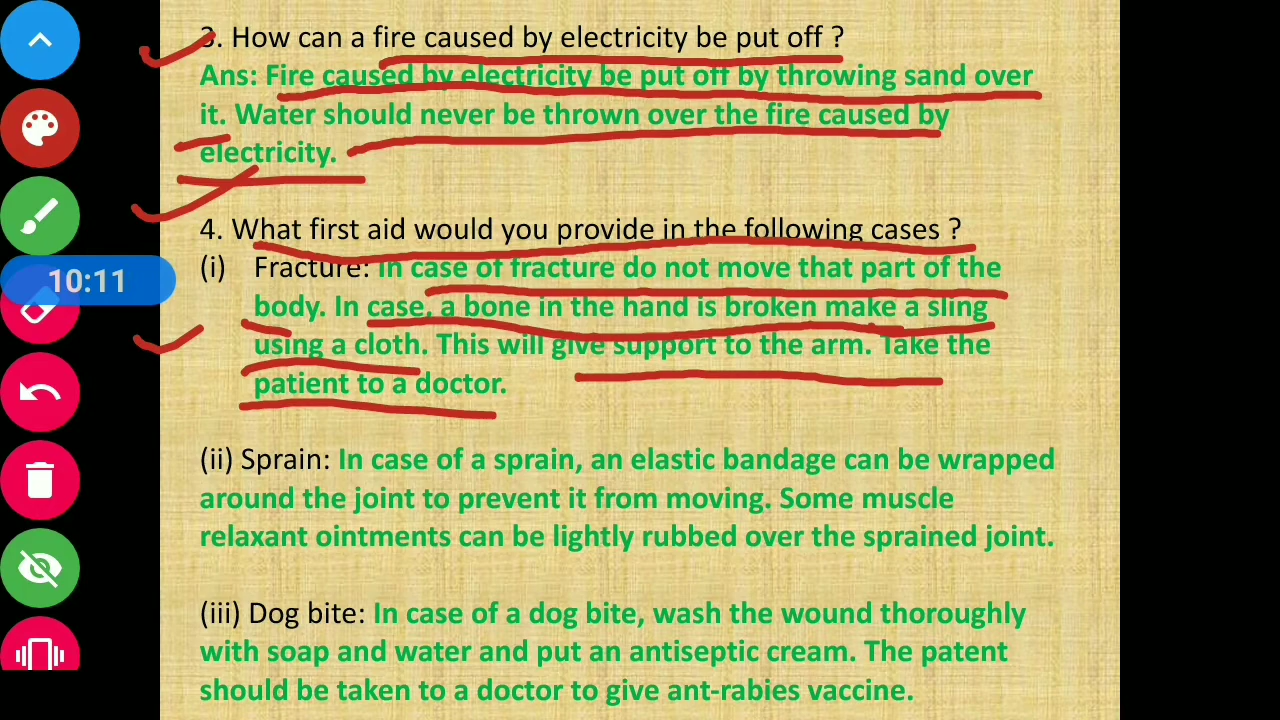 3. How can a fire caused by electricity be put off ?
Ans: Fire caused by electricity be put off by throwing sand over
it. Water should never be thrown over the fire caused by
electricity.
4. What first aid would you provide in the following cases ?
(i) Fracture: In case of fracture do not move that part of the
10:11
body. In case, a bone in the hand is broken make a sling
using a cloth. This will give support to the arm. Take the
patient to a doctor.
(ii) Sprain: In case of a sprain, an elastic bandage can be wrapped
around the joint to prevent it from moving. Some muscle
relaxant ointments can be lightly rubbed over the sprained joint.
(iii) Dog bite: In case of a dog bite, wash the wound thoroughly
with soap and water and put an antiseptic cream. The patent
should be taken to a doctor to give ant-rabies vaccine.